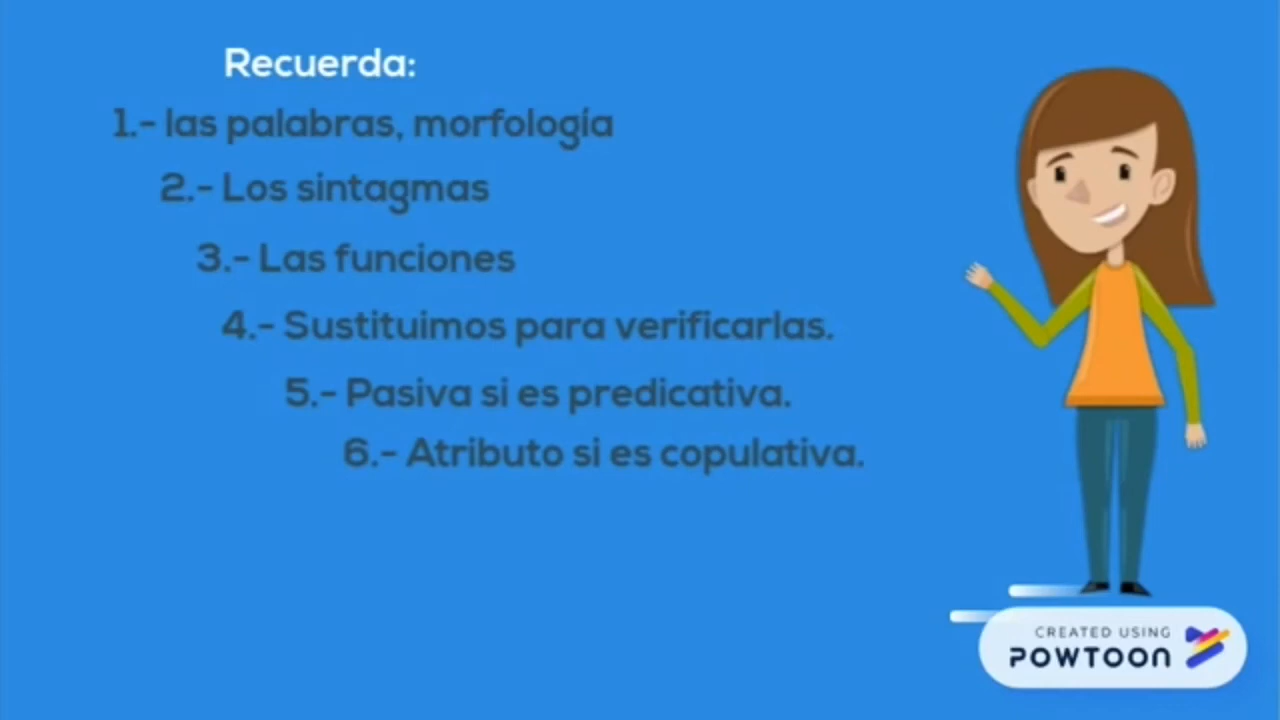 Recuerda:
1.- las palabras, morfología
2.- Los sintagmas
3.- Las funciones
4.- Sustituimos para verificarlas.
5.- Pasiva si es predicativa.
6.- Atributo si es copulativa.
CREATED USING
POWTOON